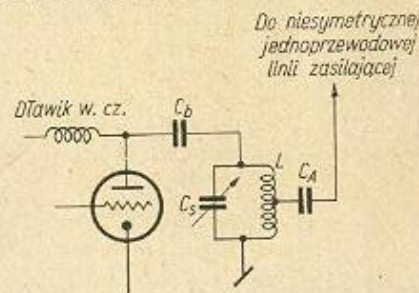 Do niesymetrycznej
jednoprzewodowej
linii zasilającej
Dławik w. cz.
Cb
L
CA
Cs